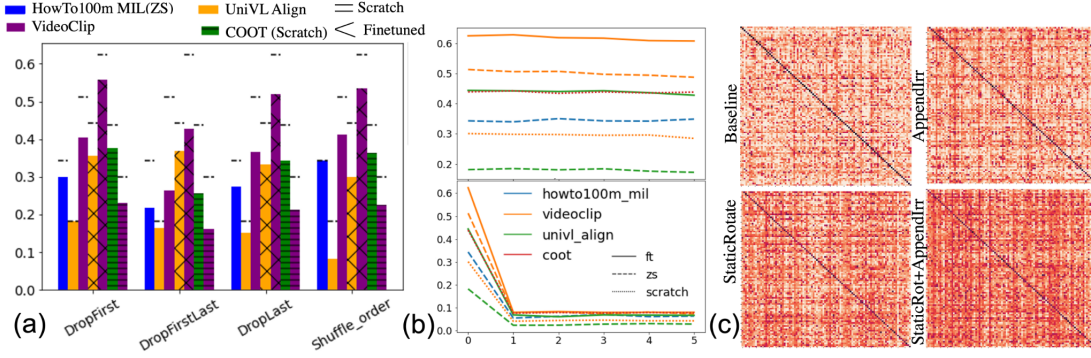 HowTo100m MIL(ZS)
UniVL Align
Scratch
VideoClip
COOT (Scratch)
Finetuned
0.6
0.5
0.4
0.3
0.2
0.1
0.0
DropFirst
DropFirstLast
DropLast
Shuffle_order
(a)
0.6
0.5
0.4
0.3
0.2
0.6
0.5
0.4
0.3
0.2
0.1
0.0
howto100m_mil
videoclip
univl_align
coot
ft
zs
scratch
0 1 2 3 4 5
(b)
Baseline
AppendIrr
StaticRotate
StaticRot+AppendIrr
(c)